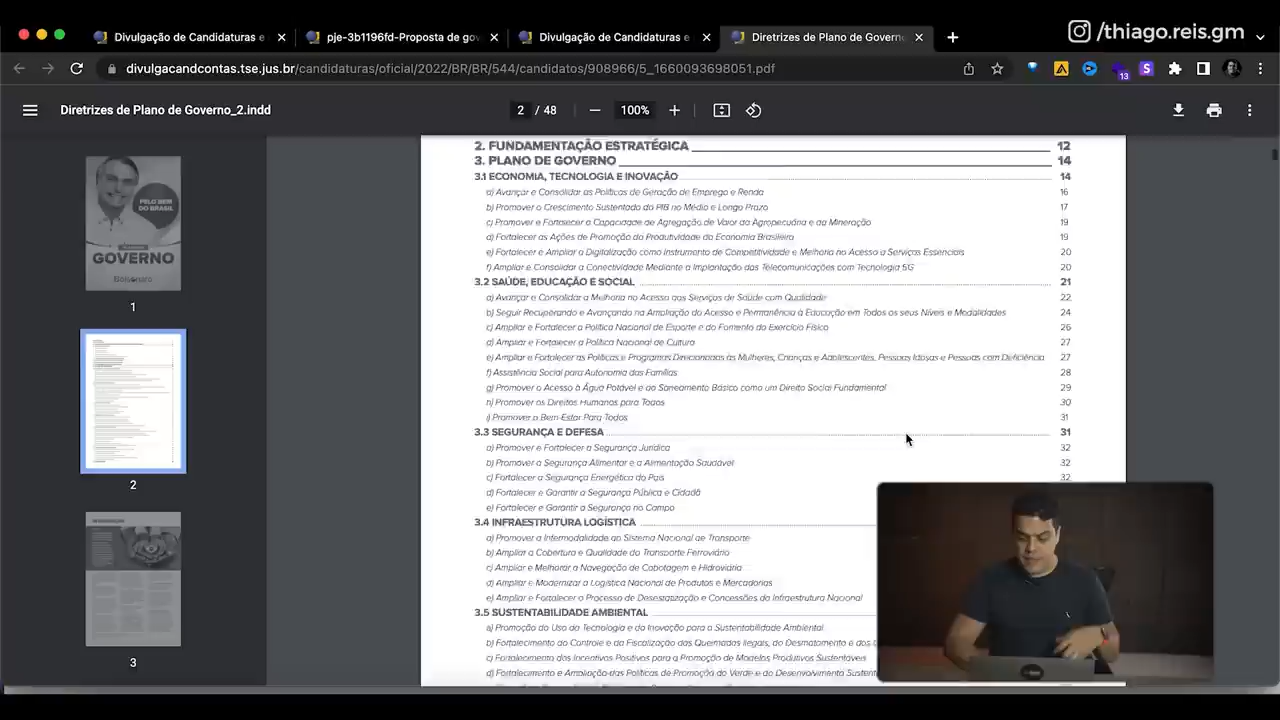 /thiago.reis.gm
Divulgação de Candidaturas e
pje-3b1196fd-Proposta de gov
Divulgação de Candidaturas e
Diretrizes de Plano de Govern
divulgacandcontas.tse.jus.br/candidaturas/oficial/2022/BR/BR/544/candidatos/908966/5_1660093698051.pdf
13
Diretrizes de Plano de Governo_2.indd
2 / 48
100%
PELO BEM
DO BRASIL
GOVERNO
Bolsonaro
1
2
3
2. FUNDAMENTAÇÃO ESTRATÉGICA 12
3. PLANO DE GOVERNO 14
3.1 ECONOMIA, TECNOLOGIA E INOVAÇÃO 14
a) Avançar e Consolidar as Políticas de Geração de Emprego e Renda 16
b) Promover o Crescimento Sustentado do PIB no Médio e Longo Prazo 17
c) Promover e Fortalecer a Capacidade de Agregação de Valor da Agropecuária e da Mineração 19
d) Fortalecer as Ações de Promoção da Produtividade da Economia Brasileira 19
e) Fortalecer e Ampliar a Digitalização como Instrumento de Competitividade e Melhoria no Acesso a Serviços Essenciais 20
f) Ampliar e Consolidar a Conectividade Mediante a Implantação das Telecomunicações com Tecnologia 5G 20
3.2 SAÚDE, EDUCAÇÃO E SOCIAL 21
a) Avançar e Consolidar a Melhoria no Acesso aos Serviços de Saúde com Qualidade 22
b) Seguir Recuperando e Avançando na Ampliação do Acesso e Permanência à Educação em Todos os seus Níveis e Modalidades 24
c) Ampliar e Fortalecer a Política Nacional de Esporte e do Fomento do Exercício Físico 26
d) Ampliar e Fortalecer a Política Nacional de Cultura 27
e) Ampliar e Fortalecer as Políticas e Programas Direcionados às Mulheres, Crianças e Adolescentes, Pessoas Idosas e Pessoas com Deficiência 27
f) Assistência Social para Autonomia das Famílias 28
g) Promover o Acesso à Água Potável e ao Saneamento Básico como um Direito Social Fundamental 29
h) Promover os Direitos Humanos para Todos 30
i) Promover o Bem-Estar Para Todos 31
3.3 SEGURANÇA E DEFESA 31
a) Promover e Fortalecer a Segurança Jurídica 32
b) Promover a Segurança Alimentar e a Alimentação Saudável 32
c) Fortalecer a Segurança Energética do País 32
d) Fortalecer e Garantir a Segurança Pública e Cidadã
e) Fortalecer e Garantir a Segurança no Campo
3.4 INFRAESTRUTURA LOGÍSTICA
a) Promover a Intermodalidade ao Sistema Nacional de Transporte
b) Ampliar a Cobertura e Qualidade do Transporte Ferroviário
c) Ampliar e Melhorar a Navegação de Cabotagem e Hidroviária
d) Ampliar e Modernizar a Logística Nacional de Produtos e Mercadorias
e) Ampliar e Fortalecer o Processo de Desestatização e Concessões da Infraestrutura Nacional
3.5 SUSTENTABILIDADE AMBIENTAL
a) Promoção do Uso da Tecnologia e da Inovação para a Sustentabilidade Ambiental
b) Fortalecimento do Controle e da Fiscalização das Queimadas Ilegais, do Desmatamento e dos
c) Fortalecimento dos Incentivos Positivos para a Promoção de Modelos Produtivos Sustentáveis
d) Fortalecimento e Ampliação das Políticas de Promoção do Verde e do Desenvolvimento Sustent